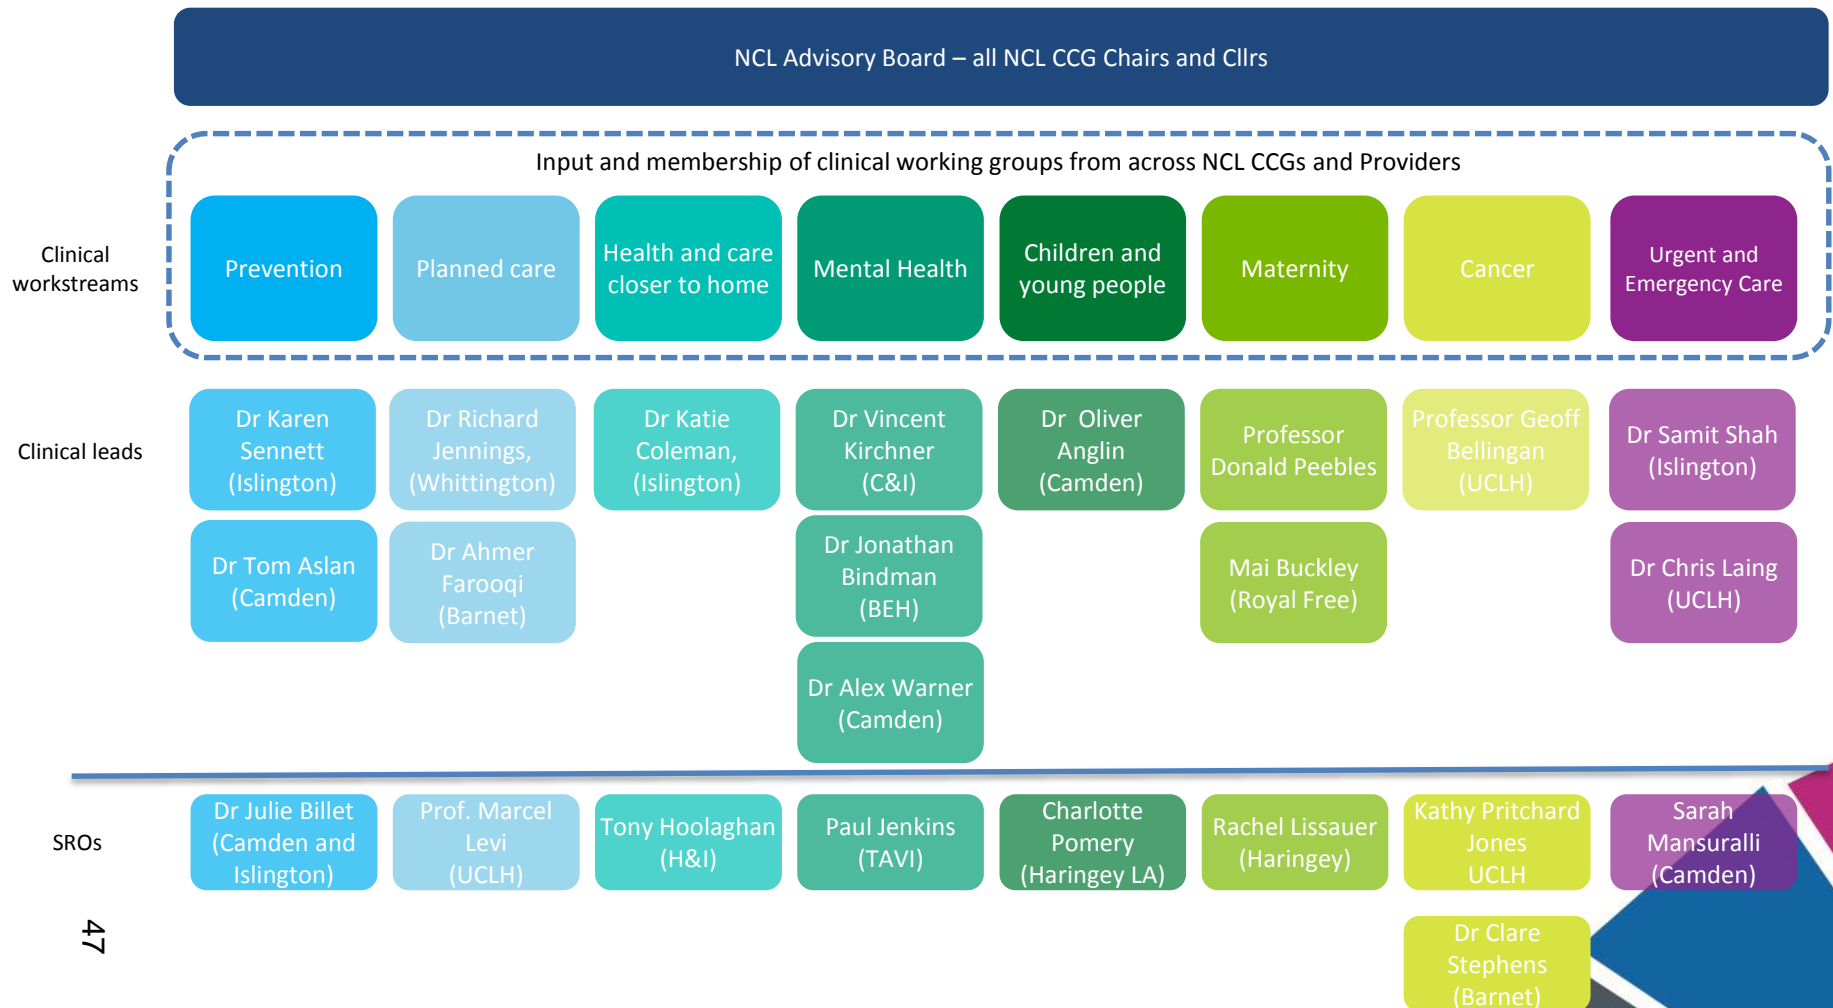 NCL Advisory Board – all NCL CCG Chairs and Cllrs
Input and membership of clinical working groups from across NCL CCGs and Providers
Clinical
workstreams
Prevention
Planned care
Health and care
closer to home
Mental Health
Children and
young people
Maternity
Cancer
Urgent and
Emergency Care
Clinical leads
Dr Karen
Sennett
(Islington)
Dr Richard
Jennings,
(Whittington)
Dr Katie
Coleman,
(Islington)
Dr Vincent
Kirchner
(C&I)
Dr Oliver
Anglin
(Camden)
Professor
Donald Peebles
Professor Geoff
Bellingan
(UCLH)
Dr Samit Shah
(Islington)
Dr Tom Aslan
(Camden)
Dr Ahmer
Farooqi
(Barnet)
Dr Jonathan
Bindman
(BEH)
Mai Buckley
(Royal Free)
Dr Chris Laing
(UCLH)
Dr Alex Warner
(Camden)
SROs
Dr Julie Billet
(Camden and
Islington)
Prof. Marcel
Levi
(UCLH)
Tony Hoolaghan
(H&I)
Paul Jenkins
(TAVI)
Charlotte
Pomery
(Haringey LA)
Rachel Lissauer
(Haringey)
Kathy Pritchard
Jones
UCLH
Sarah
Mansuralli
(Camden)
Dr Clare
Stephens
(Barnet)
47